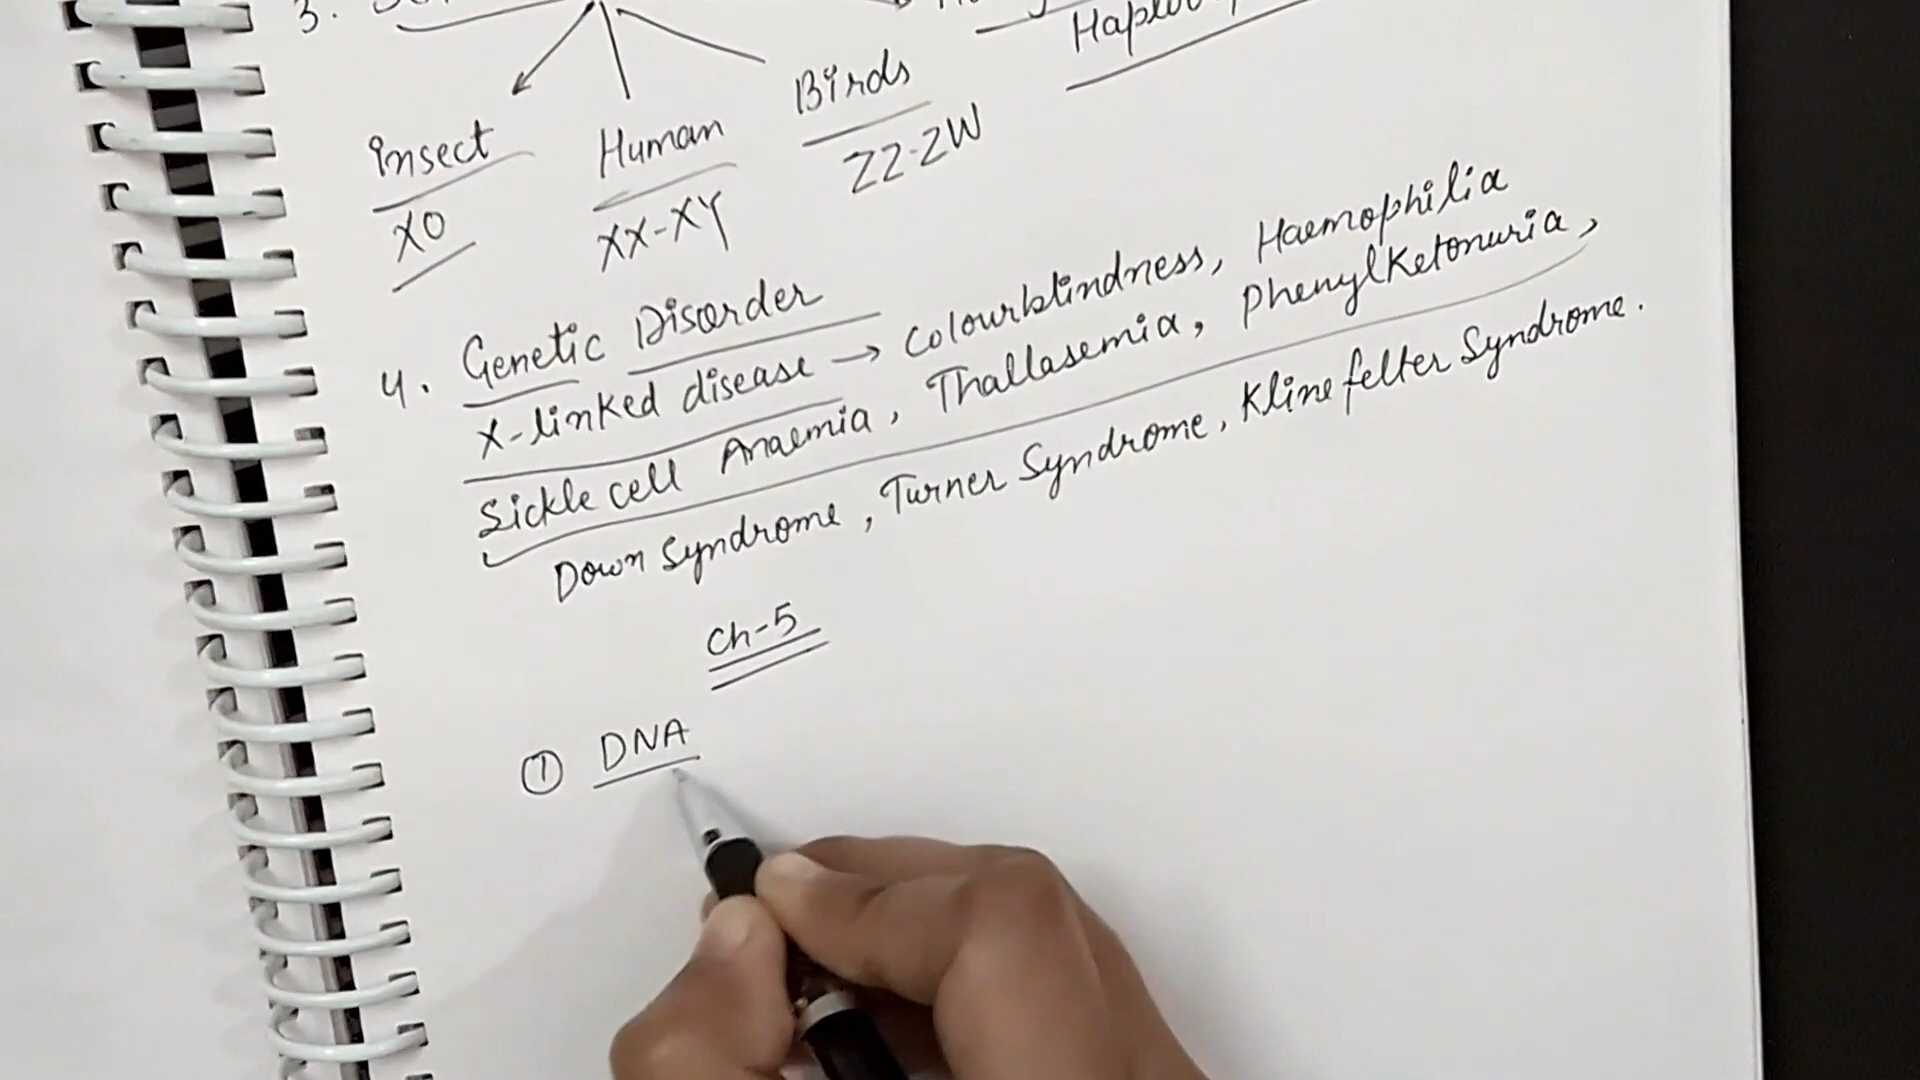 3.
Insect Human Birds
XO XX-XY ZZ-ZW
4. Genetic Disorder
X-linked disease → Colourblindness, Haemophilia
Sickle cell Anaemia, Thallasemia, Phenylketonuria,
Down Syndrome, Turner Syndrome, Klinefelter Syndrome.
Ch-5
① DNA